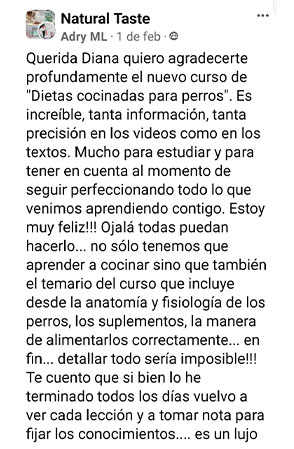 Natural Taste
Adry ML · 1 de feb ·
Querida Diana quiero agradecerte
profundamente el nuevo curso de
"Dietas cocinadas para perros". Es
increíble, tanta información, tanta
precisión en los videos como en los
textos. Mucho para estudiar y para
tener en cuenta al momento de
seguir perfeccionando todo lo que
venimos aprendiendo contigo. Estoy
muy feliz!!! Ojalá todas puedan
hacerlo... no sólo tenemos que
aprender a cocinar sino que también
el temario del curso que incluye
desde la anatomía y fisiología de los
perros, los suplementos, la manera
de alimentarlos correctamente... en
fin... detallar todo sería imposible!!!
Te cuento que si bien lo he
terminado todos los días vuelvo a
ver cada lección y a tomar nota para
fijar los conocimientos.... es un lujo